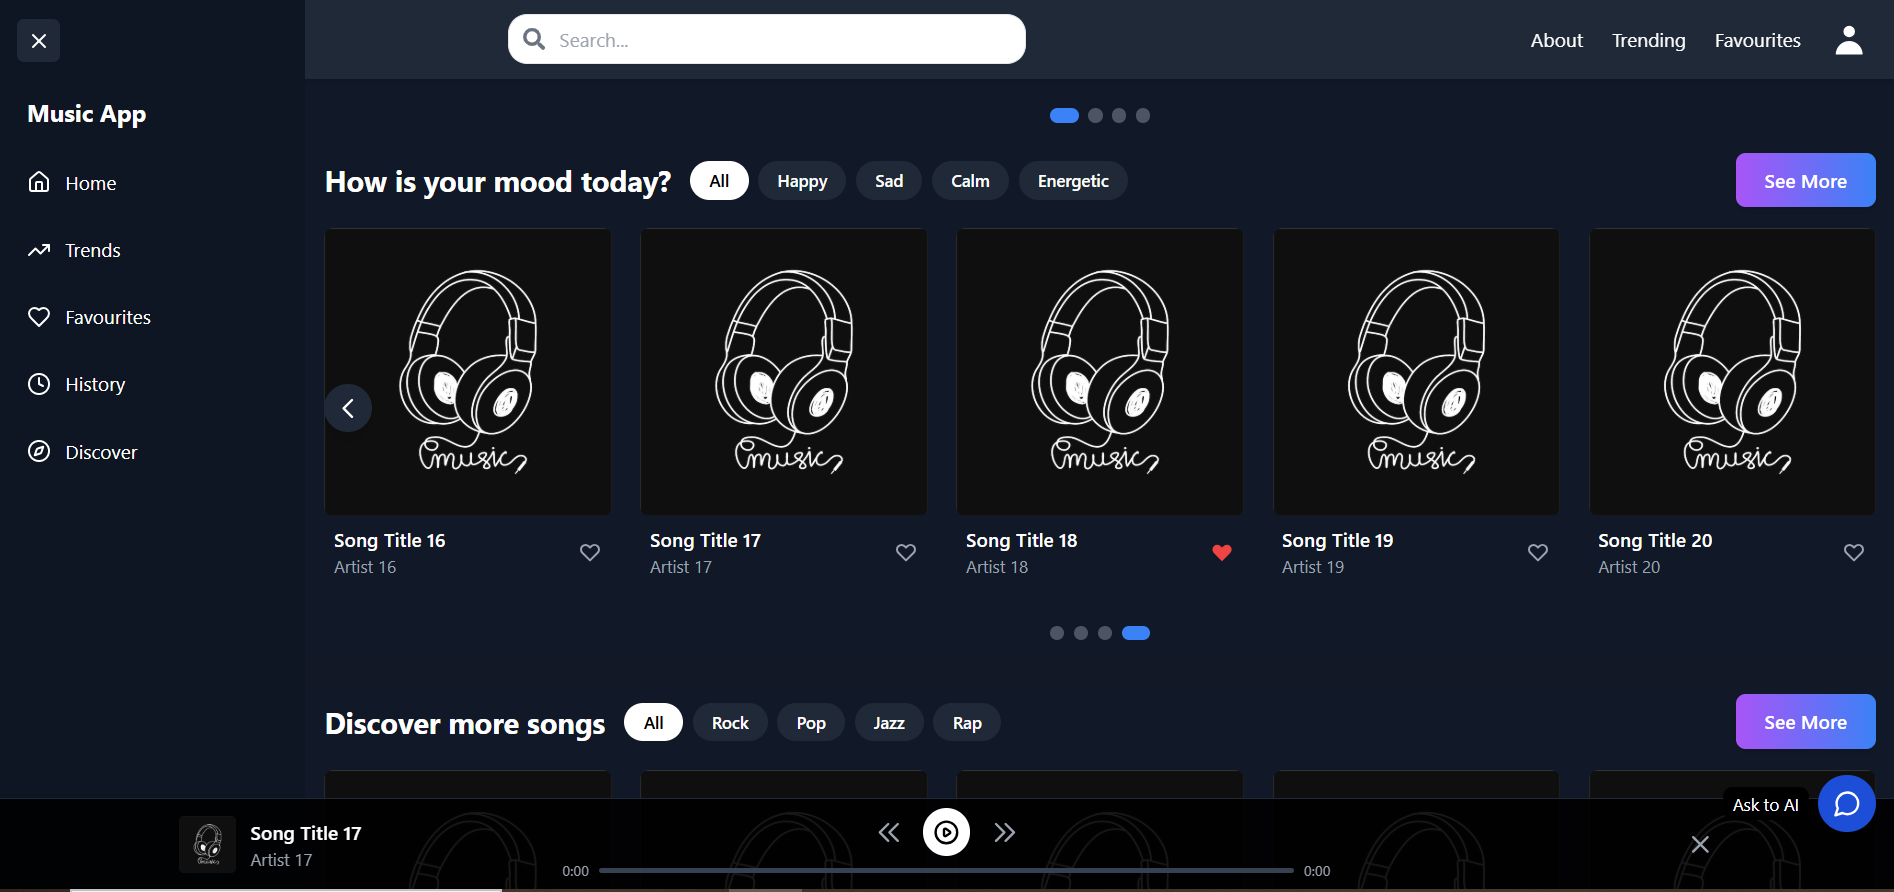 Search...
About
Trending
Favourites
Music App
Home
Trends
Favourites
History
Discover
How is your mood today?
All
Happy
Sad
Calm
Energetic
See More
music
music
music
music
music
Song Title 16
Artist 16
Song Title 17
Artist 17
Song Title 18
Artist 18
Song Title 19
Artist 19
Song Title 20
Artist 20
Discover more songs
All
Rock
Pop
Jazz
Rap
See More
Ask to AI
Song Title 17
Artist 17
0:00
0:00